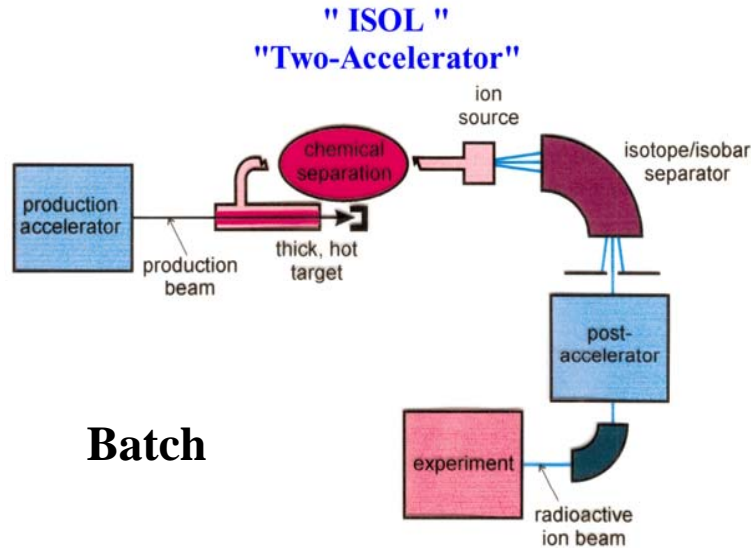 " ISOL "
"Two-Accelerator"
ion
source
chemical
separation
isotope/isobar
separator
production
accelerator
production
beam
thick, hot
target
post-
accelerator
Batch
experiment
radioactive
ion beam